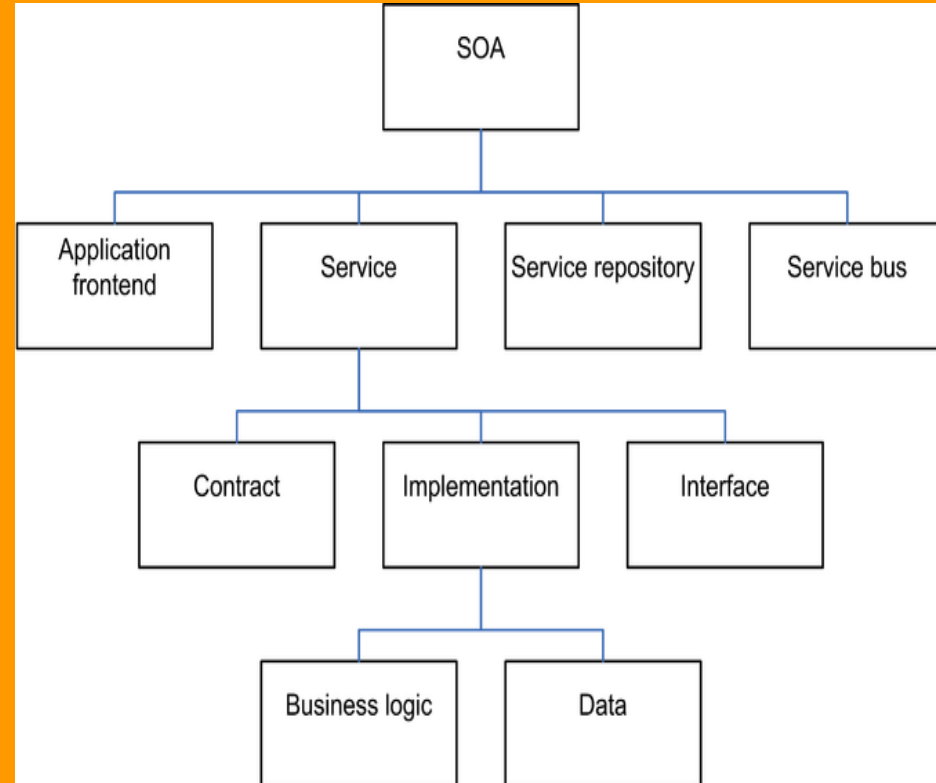 SOA
Application
frontend
Service
Service repository
Service bus
Contract
Implementation
Interface
Business logic
Data